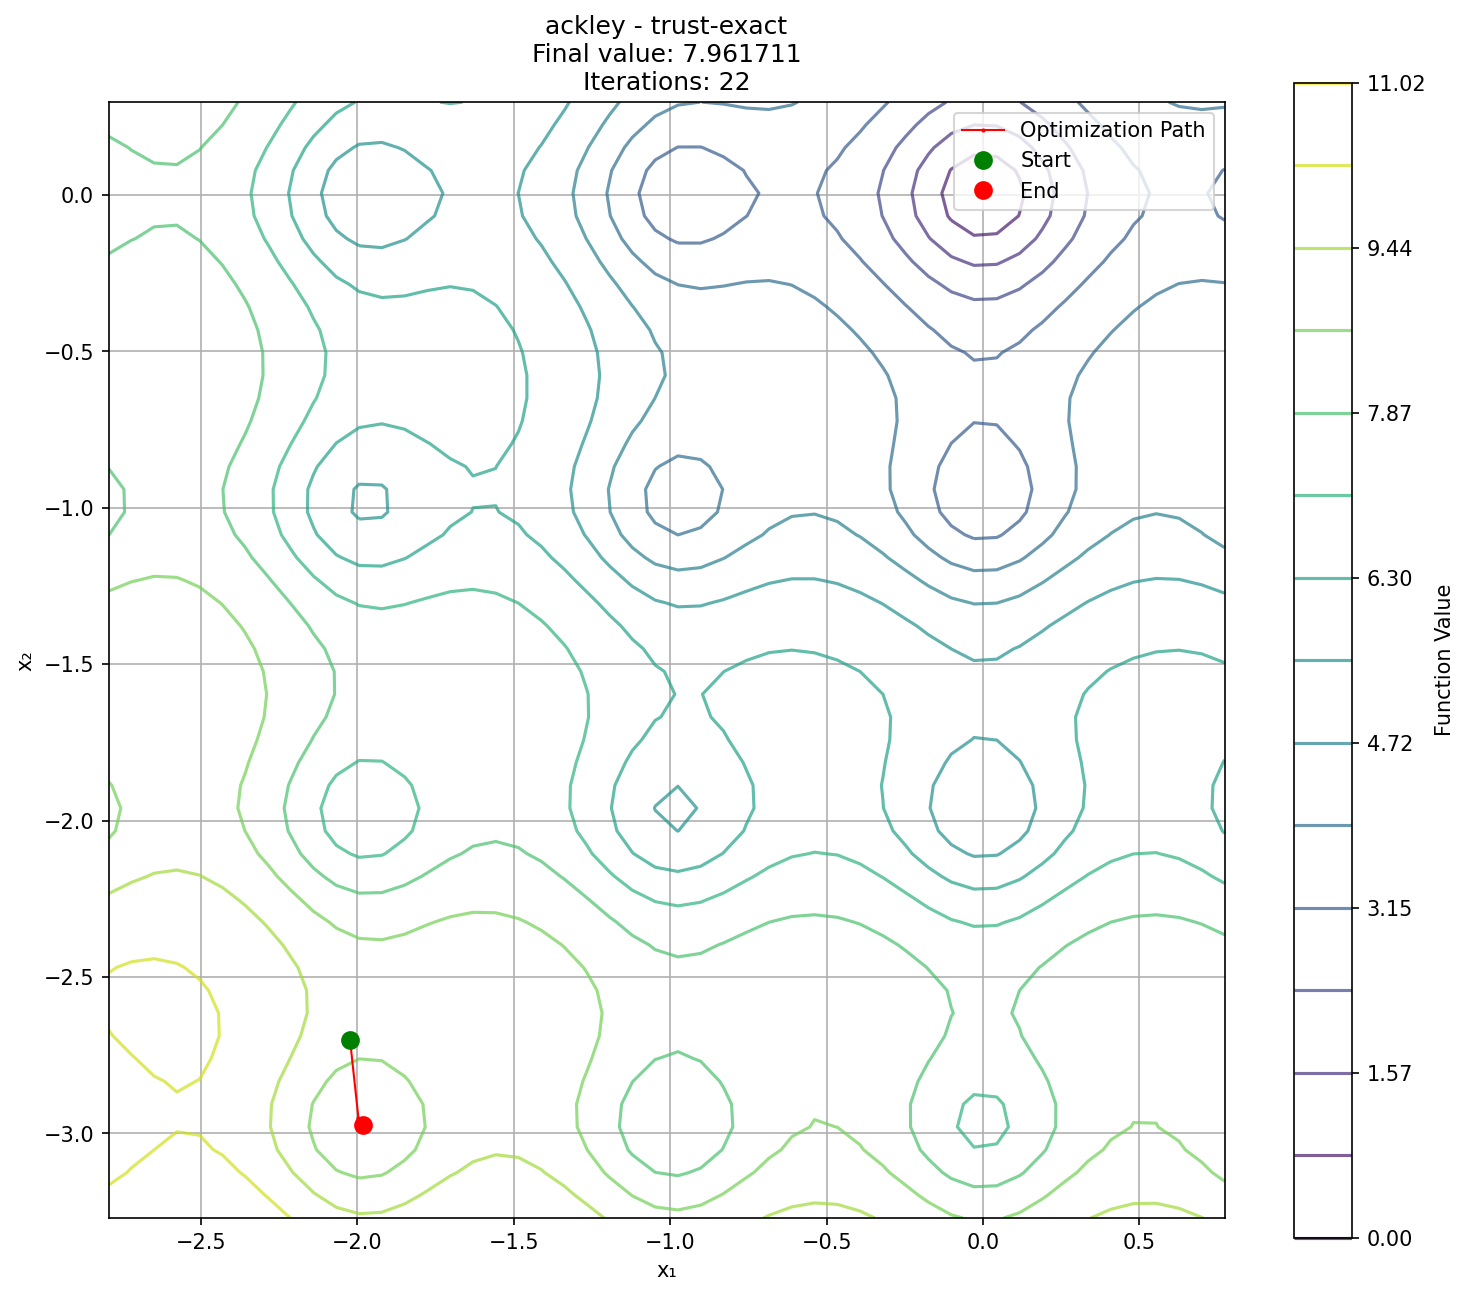 ackley - trust-exact
Final value: 7.961711
Iterations: 22
Optimization Path
Start
End
0.0
−0.5
−1.0
−1.5
−2.0
−2.5
−3.0
x₂
−2.5
−2.0
−1.5
−1.0
−0.5
0.0
0.5
x₁
11.02
9.44
7.87
6.30
4.72
3.15
1.57
0.00
Function Value